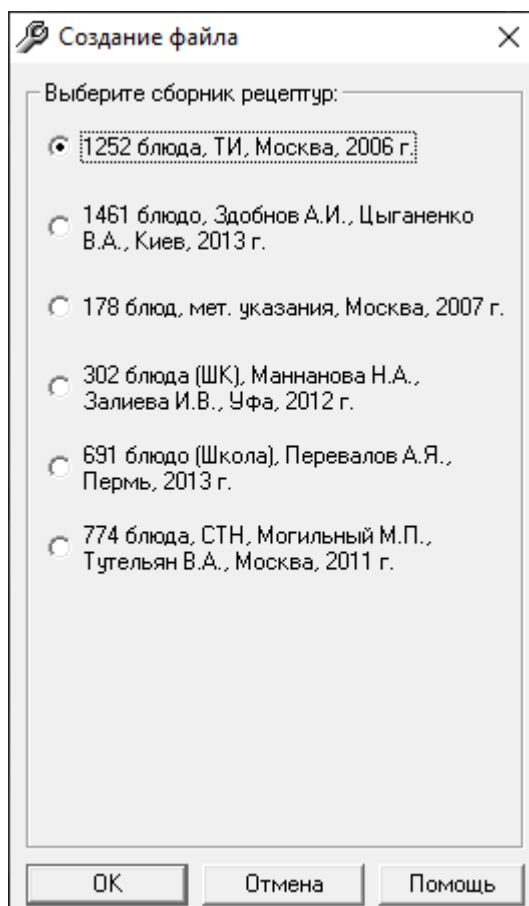 Создание файла
Выберите сборник рецептур:
1252 блюда, ТИ, Москва, 2006 г.
1461 блюдо, Здобнов А.И., Цыганенко
В.А., Киев, 2013 г.
178 блюд, мет. указания, Москва, 2007 г.
302 блюда (ШК), Маннанова Н.А.,
Залиева И.В., Уфа, 2012 г.
691 блюдо (Школа), Перевалов А.Я.,
Пермь, 2013 г.
774 блюда, СТН, Могильный М.П.,
Тутельян В.А., Москва, 2011 г.
ОК Отмена Помощь